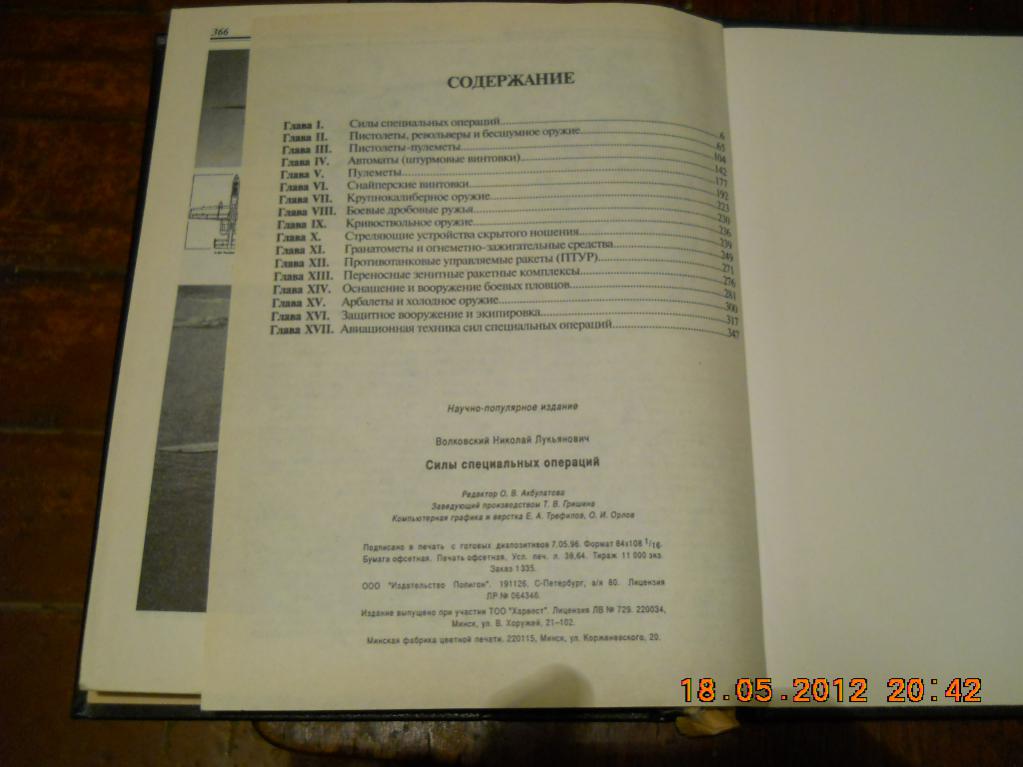 366
СОДЕРЖАНИЕ
Глава I. Силы специальных операций 6
Глава II. Пистолеты, револьверы и бесшумное оружие 65
Глава III. Пистолеты-пулеметы 104
Глава IV. Автоматы (штурмовые винтовки) 142
Глава V. Пулеметы 177
Глава VI. Снайперские винтовки 192
Глава VII. Крупнокалиберное оружие 223
Глава VIII. Боевые дробовые ружья 230
Глава IX. Кривоствольное оружие 236
Глава X. Стреляющие устройства скрытого ношения 239
Глава XI. Гранатометы и огнеметно-зажигательные средства 249
Глава XII. Противотанковые управляемые ракеты (ПТУР) 271
Глава XIII. Переносные зенитные ракетные комплексы 276
Глава XIV. Оснащение и вооружение боевых пловцов 281
Глава XV. Арбалеты и холодное оружие 300
Глава XVI. Защитное вооружение и экипировка 317
Глава XVII. Авиационная техника сил специальных операций 347
Научно-популярное издание
Волковский Николай Лукьянович
Силы специальных операций
Редактор О. В. Акбулатова
Заведующий производством Т. В. Гришина
Компьютерная графика и верстка Е. А. Трефилов, О. И. Орлов
Подписано в печать с готовых диапозитивов 7.05.96. Формат 84х108 1/16.
Бумага офсетная. Печать офсетная. Усл. печ. л. 38,64. Тираж 11 000 экз.
Заказ 1335.
ООО "Издательство Полигон". 191126, С-Петербург, а/я 80. Лицензия
ЛР № 064346.
Издание выпущено при участии ТОО "Харвест". Лицензия ЛВ № 729. 220034,
Минск, ул. В. Хоружей, 21-102.
Минская фабрика цветной печати. 220115, Минск, ул. Корженевского, 20.
18.05.2012 20:42